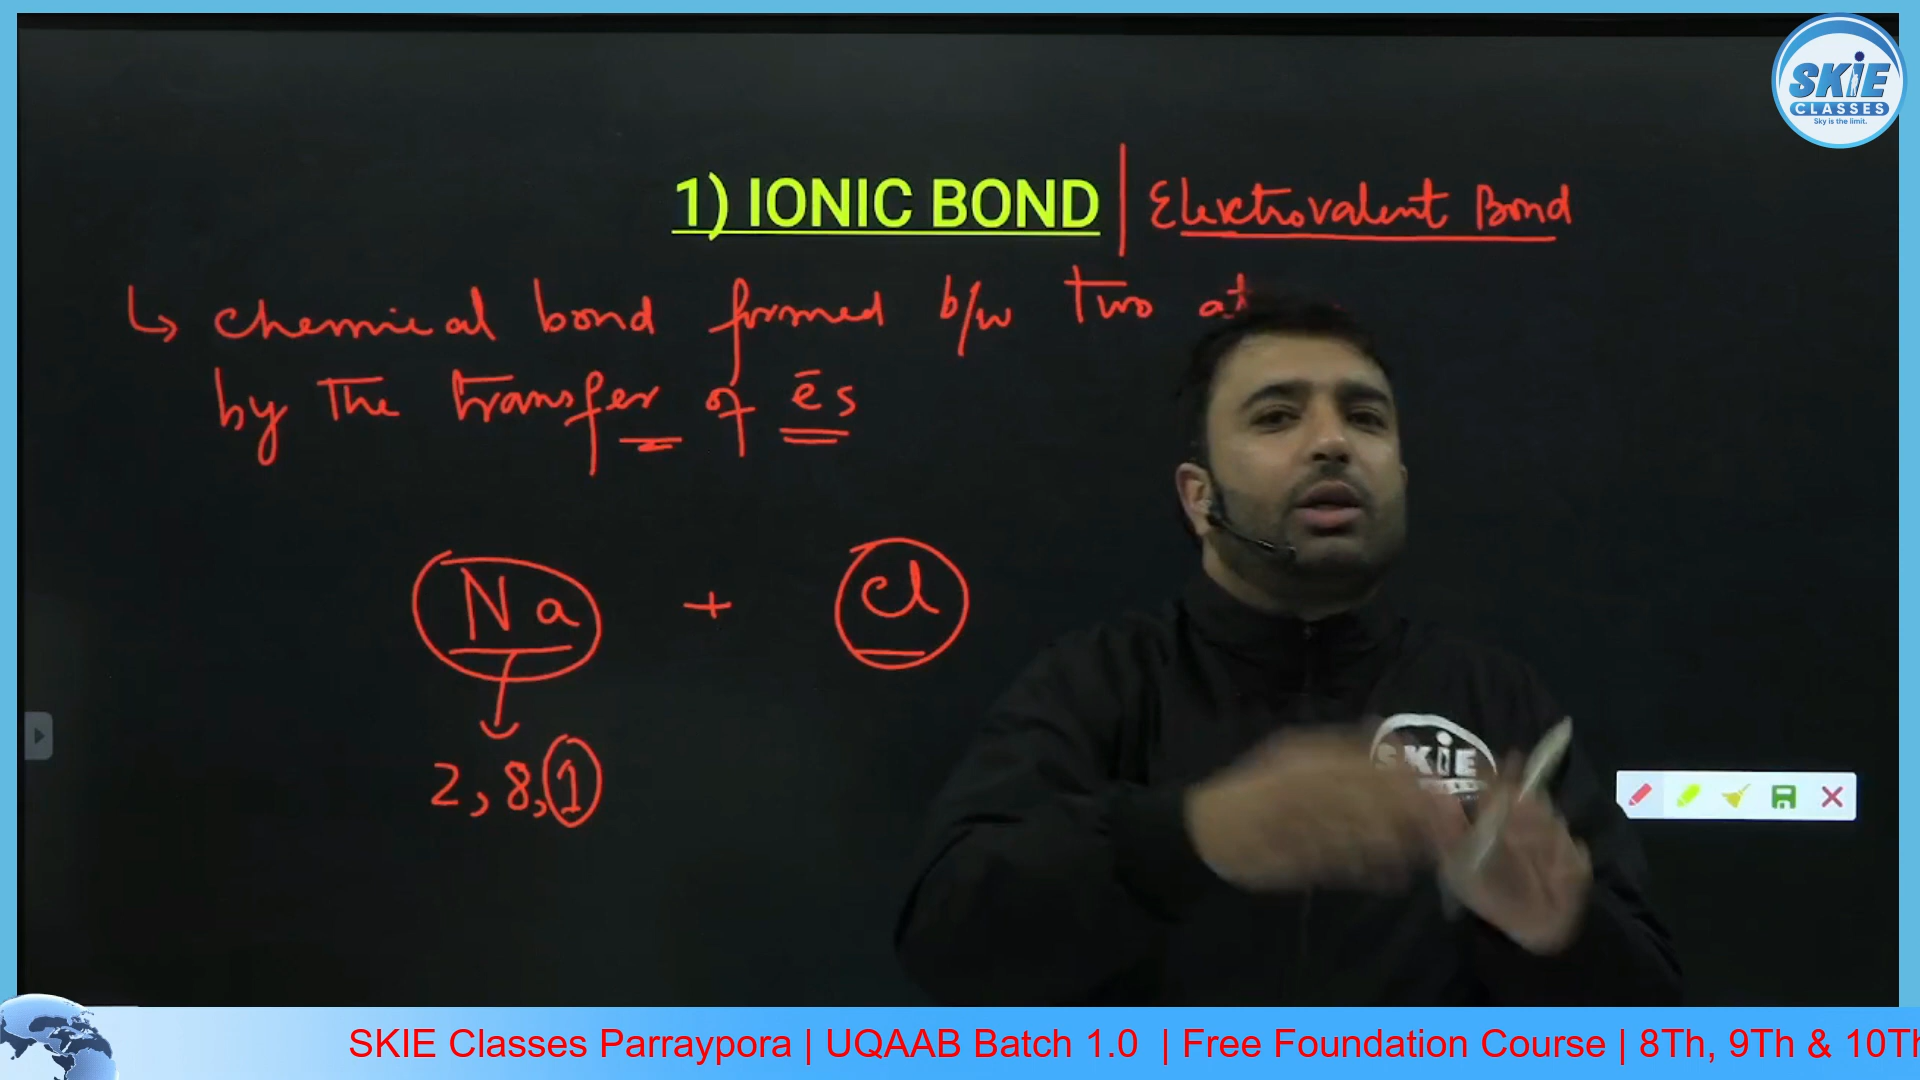 SKiE
CLASSES
Sky is the limit.
1) IONIC BOND | Electrovalent Bond
↳ chemical bond formed b/w two
by the transfer of ēs
Na + Cl
2, 8, 1
SKiE
SKIE Classes Parraypora | UQAAB Batch 1.0 | Free Foundation Course | 8Th, 9Th & 10Th